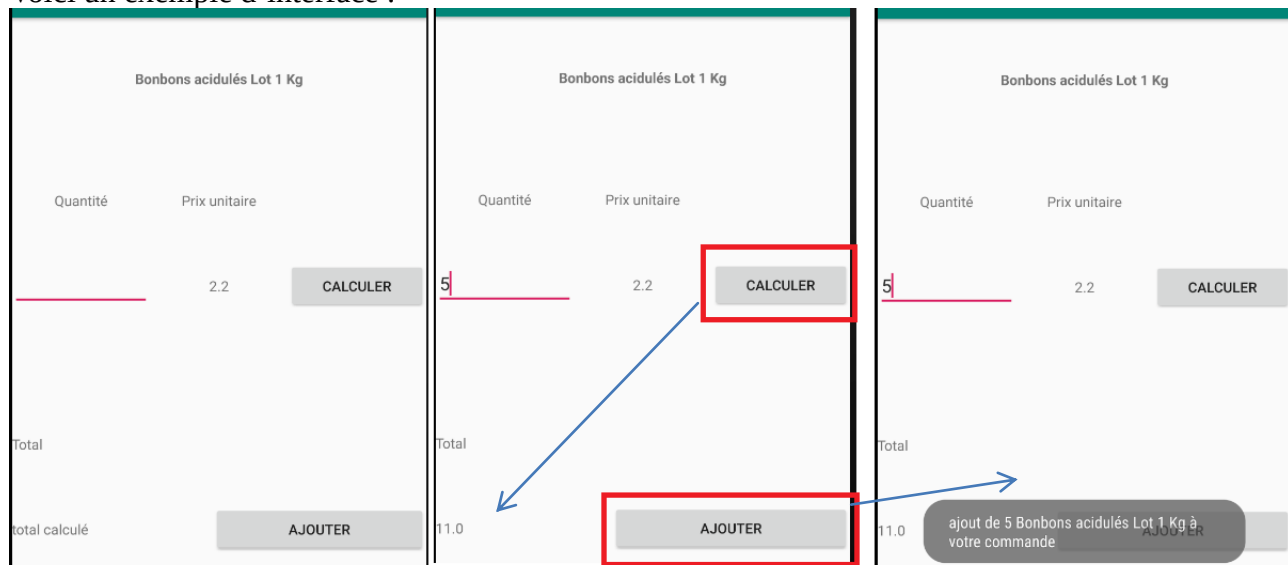 Voici un exemple d'interface :
Bonbons acidulés Lot 1 Kg
Quantité Prix unitaire
2.2 CALCULER
Total
total calculé AJOUTER
Bonbons acidulés Lot 1 Kg
Quantité Prix unitaire
5 2.2 CALCULER
Total
11.0 AJOUTER
Bonbons acidulés Lot 1 Kg
Quantité Prix unitaire
5 2.2 CALCULER
Total
11.0 AJOUTER
ajout de 5 Bonbons acidulés Lot 1 Kg à
votre commande